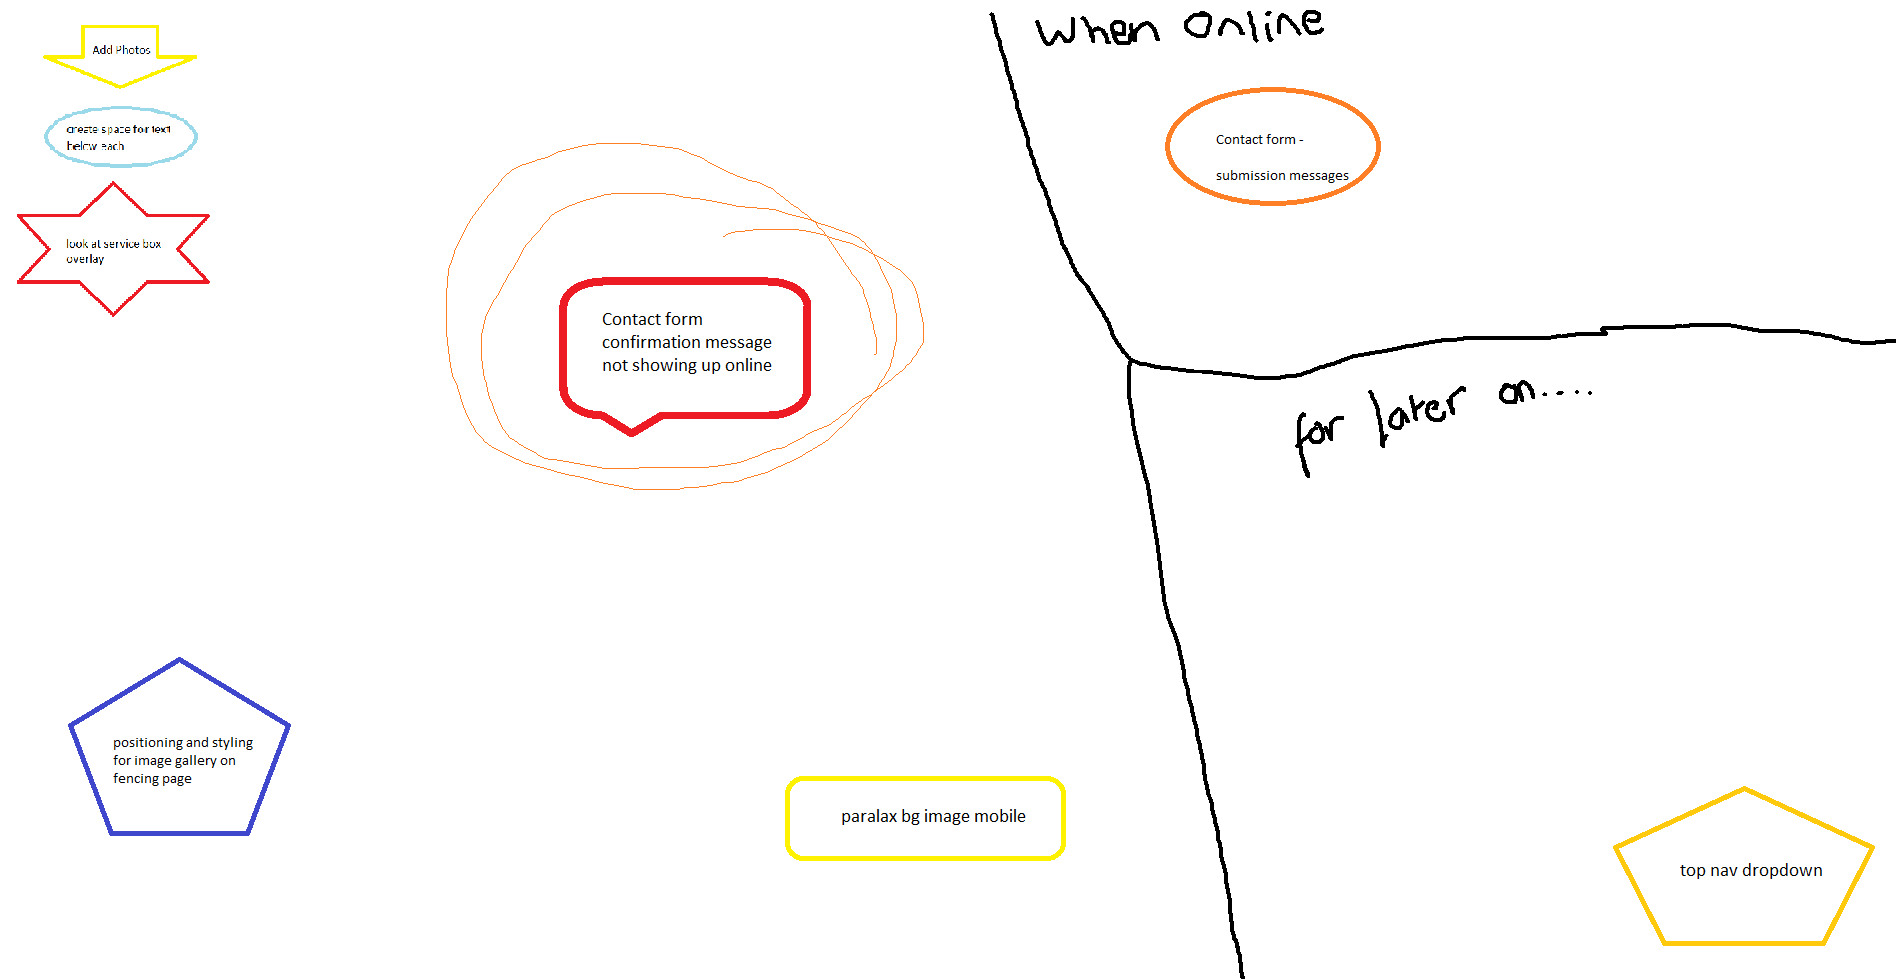 Add Photos
create space for text
below each
look at service box
overlay
Contact form
confirmation message
not showing up online
positioning and styling
for image gallery on
fencing page
paralax bg image mobile
When Online
Contact form -
submission messages
for later on....
top nav dropdown